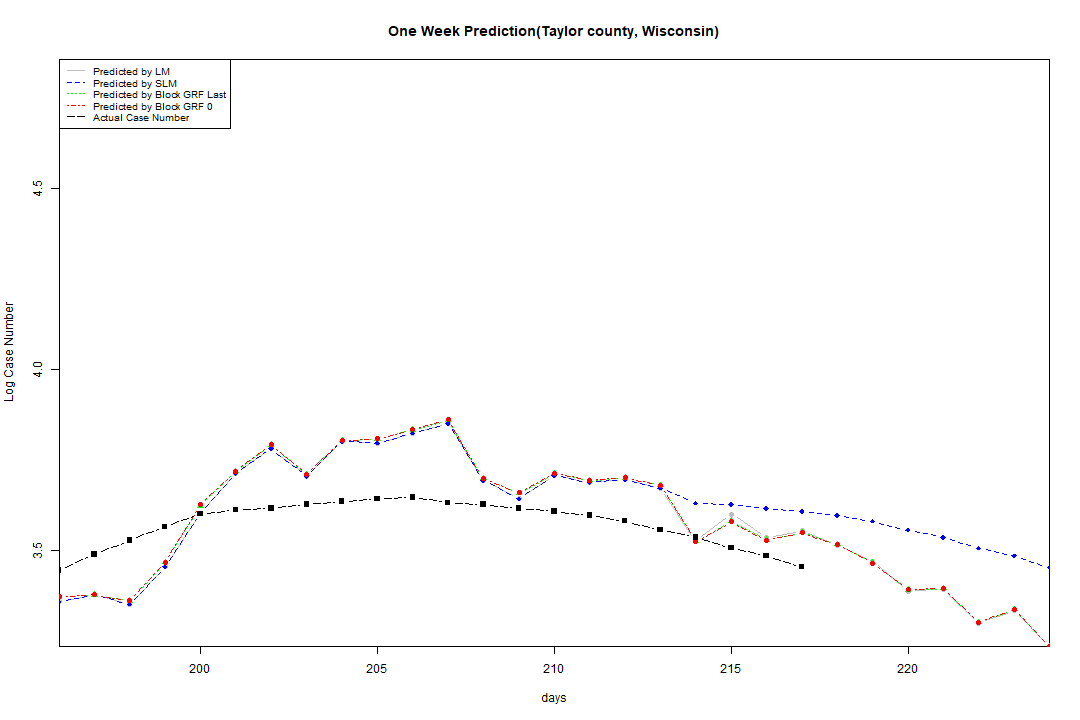 One Week Prediction(Taylor county, Wisconsin)
Predicted by LM
Predicted by SLM
Predicted by Block GRF Last
Predicted by Block GRF 0
Actual Case Number
4.5
4.0
3.5
Log Case Number
200 205 210 215 220
days